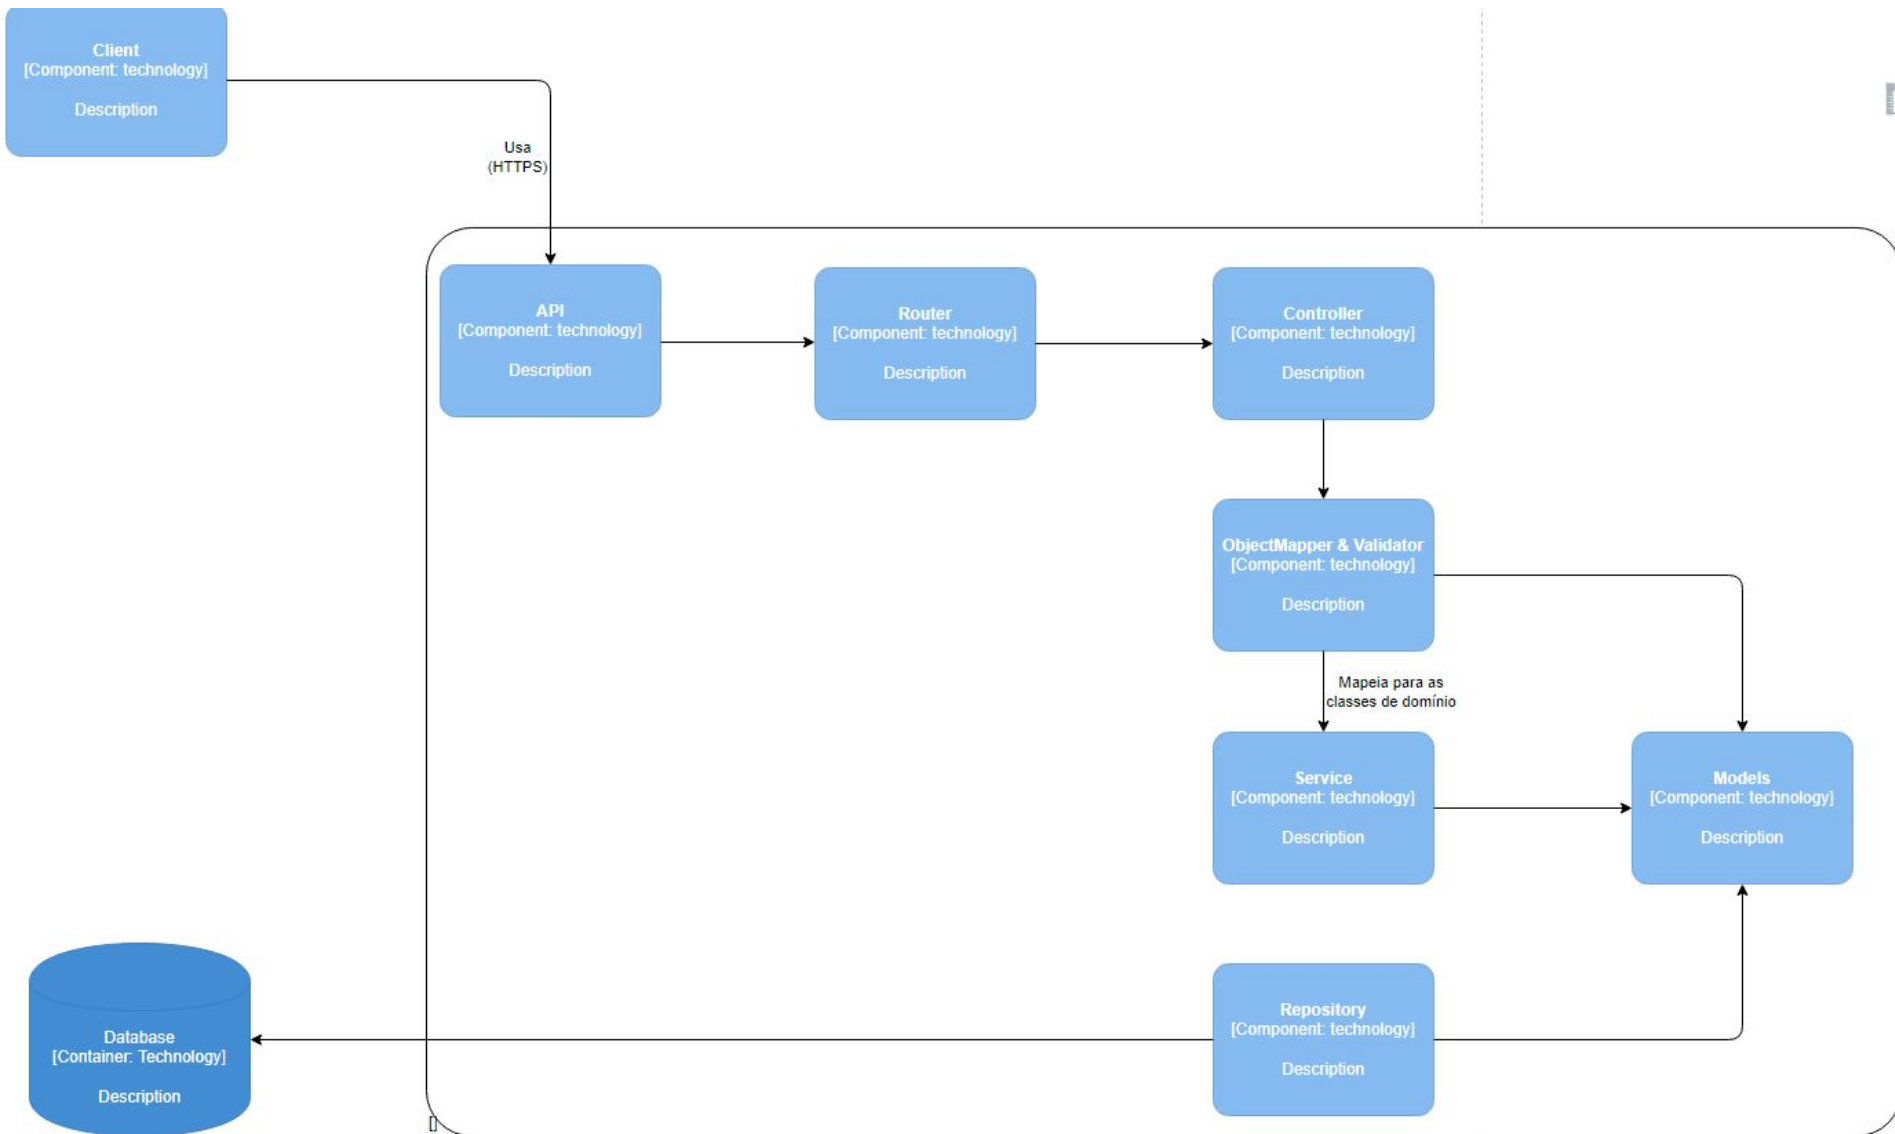 Client
[Component: technology]
Description
Usa
(HTTPS)
API
[Component: technology]
Description
Router
[Component: technology]
Description
Controller
[Component: technology]
Description
ObjectMapper & Validator
[Component: technology]
Description
Mapeia para as
classes de domínio
Service
[Component: technology]
Description
Models
[Component: technology]
Description
Repository
[Component: technology]
Description
Database
[Container: Technology]
Description
[]